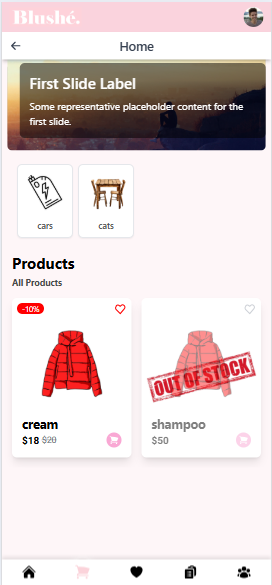 Blushé.
Home
First Slide Label
Some representative placeholder content for the
first slide.
cars
cats
Products
All Products
-10%
OUT OF STOCK
cream
shampoo
$18 $20
$50